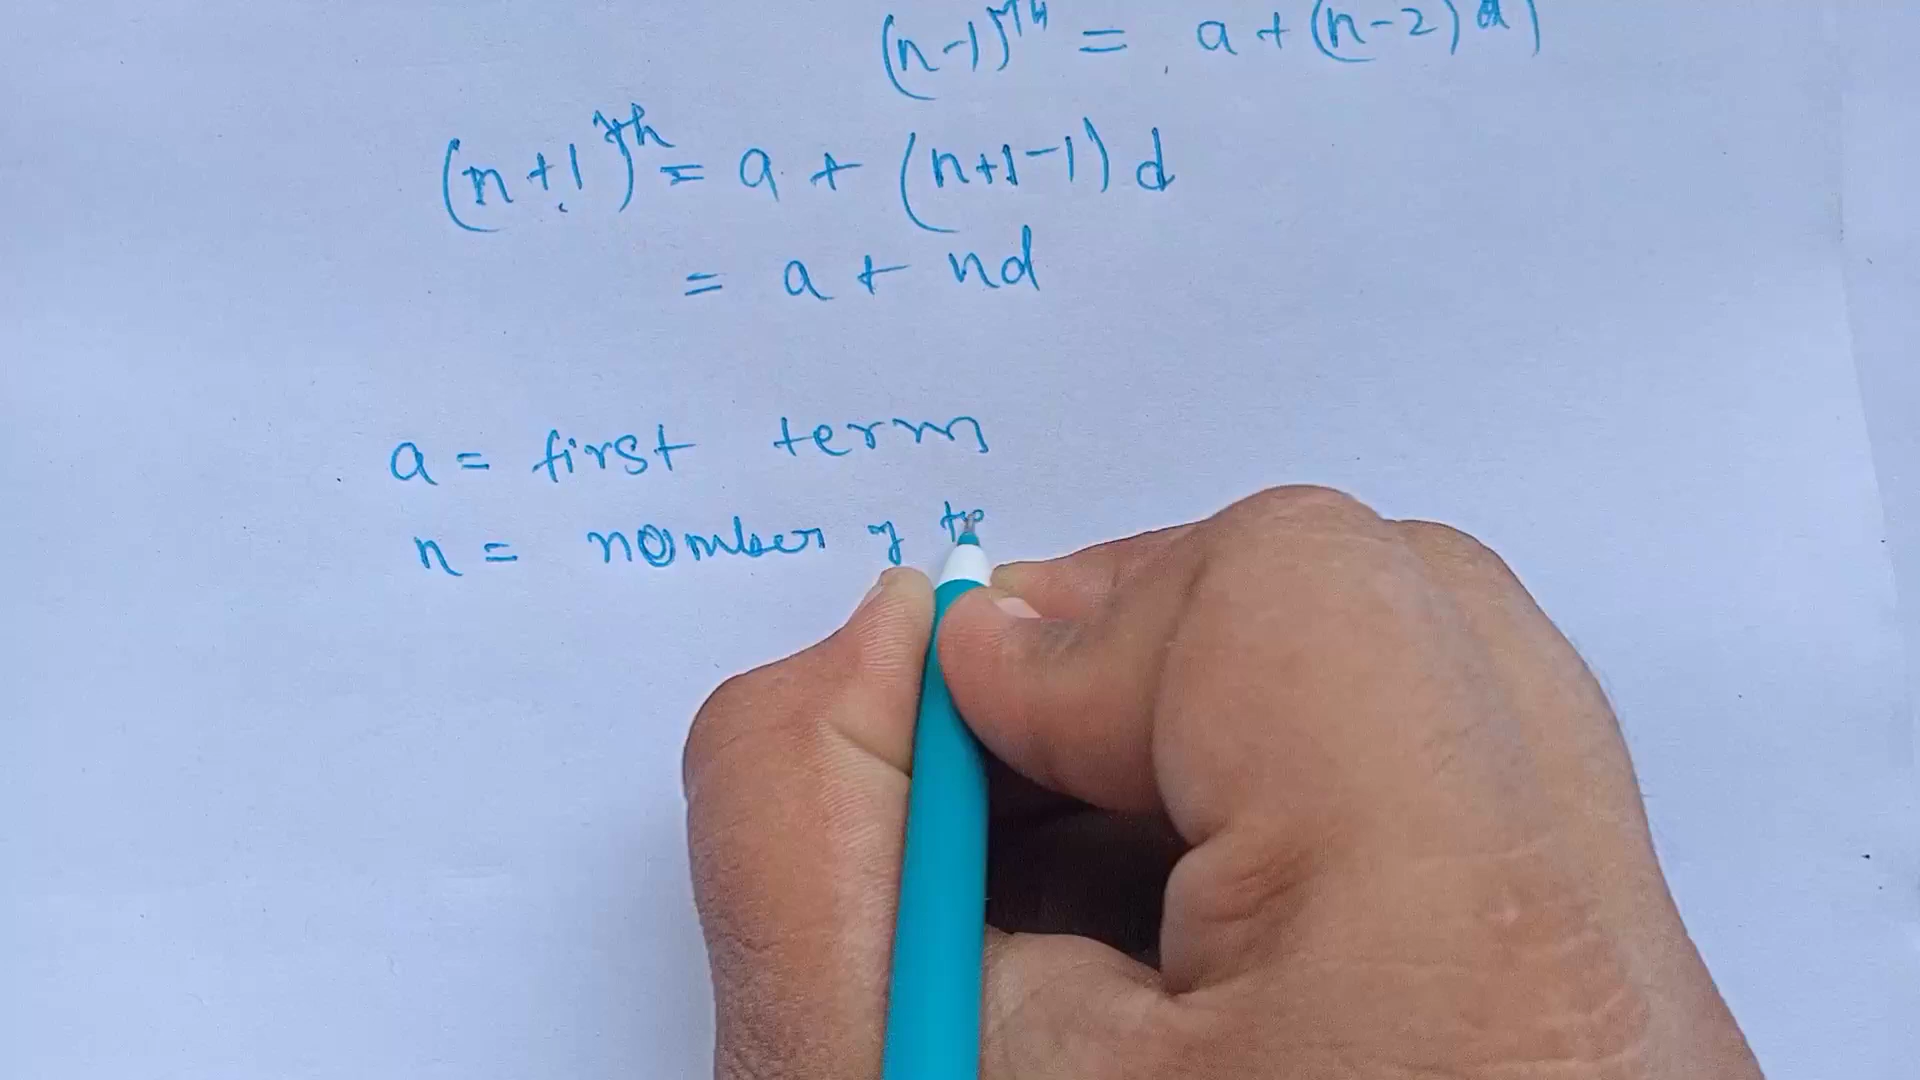 (n-1)th = a + (n-2)d)
(n+1)th = a + (n+1-1)d
= a + nd
a = first term
n = number of